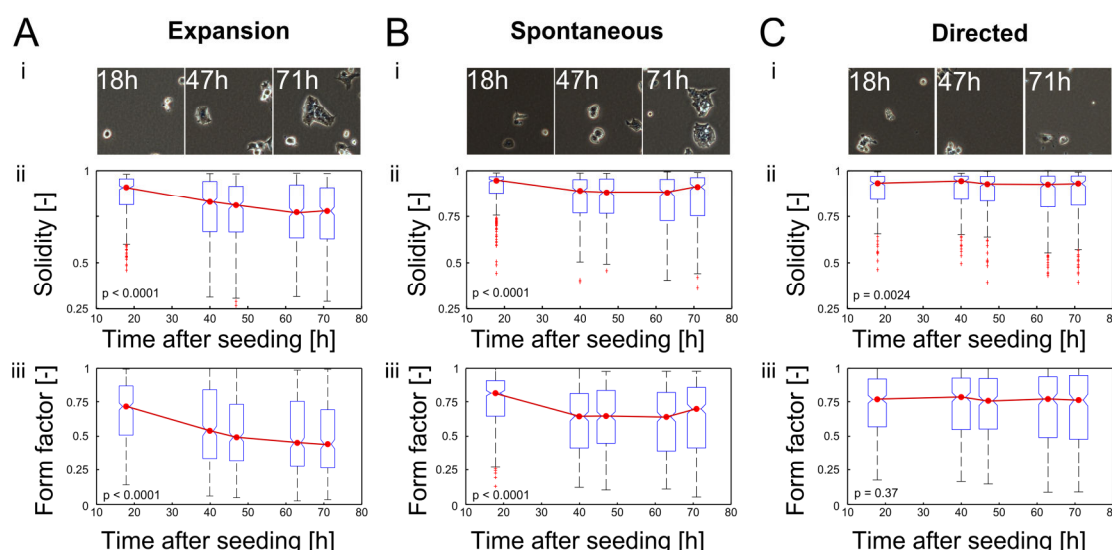 A Expansion B Spontaneous C Directed
i i i
18h 47h 71h 18h 47h 71h 18h 47h 71h
ii ii ii
Solidity [-] Solidity [-] Solidity [-]
1 0.75 0.5 0.25 1 0.75 0.5 0.25 1 0.75 0.5 0.25
p < 0.0001 p < 0.0001 p = 0.0024
10 20 30 40 50 60 70 80 10 20 30 40 50 60 70 80 10 20 30 40 50 60 70 80
Time after seeding [h] Time after seeding [h] Time after seeding [h]
iii iii iii
Form factor [-] Form factor [-] Form factor [-]
1 0.75 0.5 0.25 0 1 0.75 0.5 0.25 0 1 0.75 0.5 0.25 0
p < 0.0001 p < 0.0001 p = 0.37
10 20 30 40 50 60 70 80 10 20 30 40 50 60 70 80 10 20 30 40 50 60 70 80
Time after seeding [h] Time after seeding [h] Time after seeding [h]